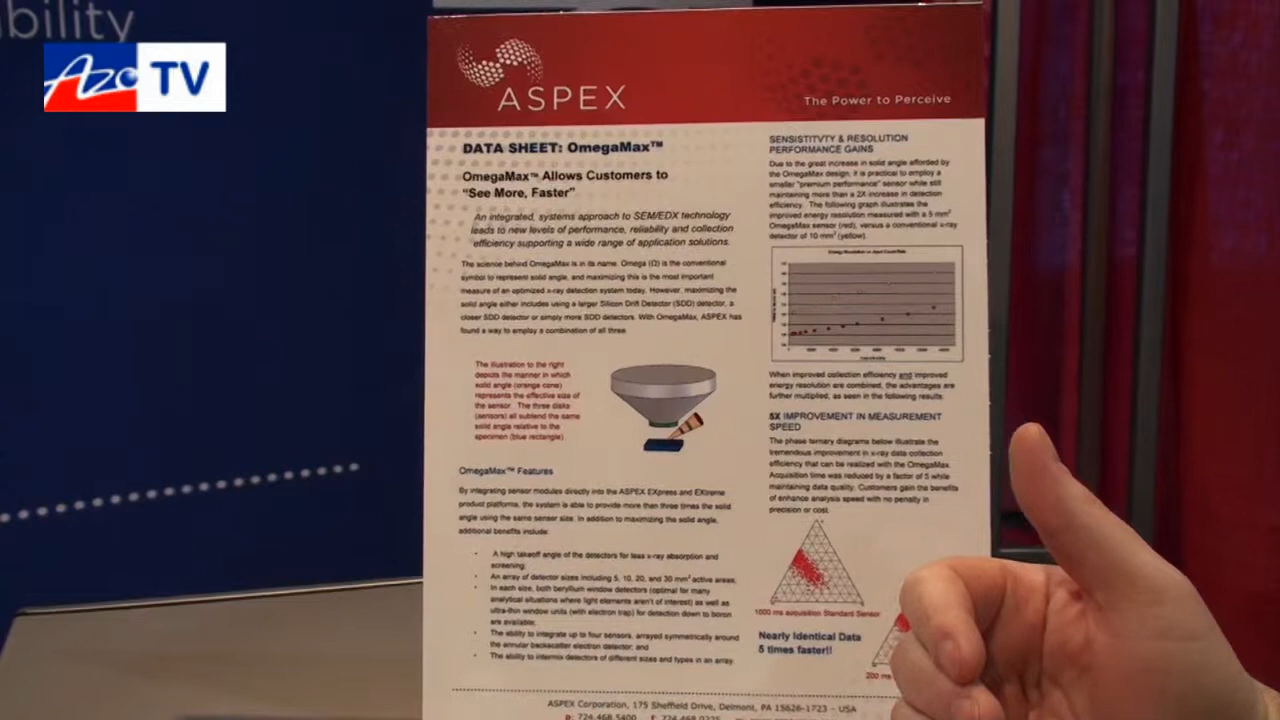 ability
AZO TV
ASPEX
The Power to Perceive
DATA SHEET: OmegaMax™
OmegaMax™ Allows Customers to
"See More, Faster"
An integrated, systems approach to SEM/EDX technology
leads to new levels of performance, reliability and collection
efficiency supporting a wide range of application solutions.
The science behind OmegaMax is in its name. Omega (Ω) is the conventional
symbol to represent solid angle, and maximizing this is the most important
measure of an optimized x-ray detection system today. However, maximizing the
solid angle either includes using a larger Silicon Drift Detector (SDD) detector, a
closer SDD detector or simply more SDD detectors. With OmegaMax, ASPEX has
found a way to employ a combination of all three.
The illustration to the right
depicts the manner in which
solid angle (orange cone)
represents the effective size of
the sensor. The three disks
(sensors) all subtend the same
solid angle relative to the
specimen (blue rectangle)
OmegaMax™ Features
By integrating sensor modules directly into the ASPEX EXpress and EXtreme
product platforms, the system is able to provide more than three times the solid
angle using the same sensor size. In addition to maximizing the solid angle,
additional benefits include:
• A high takeoff angle of the detectors for less x-ray absorption and
screening;
• An array of detector sizes including 5, 10, 20, and 30 mm² active areas;
• In each size, both beryllium window detectors (optimal for many
analytical situations where light elements aren't of interest) as well as
ultra-thin window units (with electron trap) for detection down to boron
are available;
• The ability to integrate up to four sensors, arrayed symmetrically around
the annular backscatter electron detector; and
• The ability to intermix detectors of different sizes and types in an array.
SENSISTITVTY & RESOLUTION
PERFORMANCE GAINS
Due to the great increase in solid angle afforded by
the OmegaMax design, it is practical to employ a
smaller "premium performance" sensor while still
maintaining more than a 2X increase in detection
efficiency. The following graph illustrates the
improved energy resolution measured with a 5 mm²
OmegaMax sensor (red), versus a conventional x-ray
detector of 10 mm² (yellow).
Energy Resolution vs Input Count Rate
When improved collection efficiency and improved
energy resolution are combined, the advantages are
further multiplied, as seen in the following results.
5X IMPROVEMENT IN MEASUREMENT
SPEED
The phase ternary diagrams below illustrate the
tremendous improvement in x-ray data collection
efficiency that can be realized with the OmegaMax.
Acquisition time was reduced by a factor of 5 while
maintaining data quality. Customers gain the benefits
of enhance analysis speed with no penalty in
precision or cost.
1000 ms acquisition Standard Sensor
Nearly Identical Data
5 times faster!!
200 ms
ASPEX Corporation, 175 Sheffield Drive, Delmont, PA 15626-1723 – USA
p: 724.468.5400